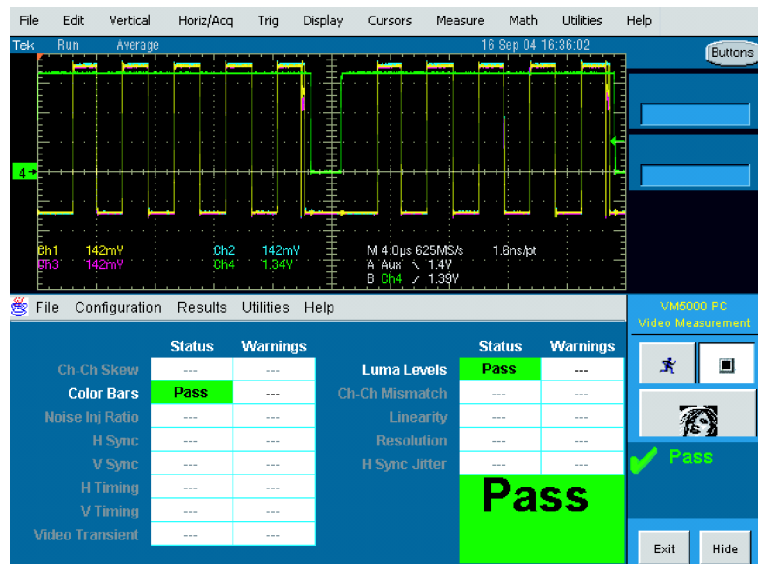 File Edit Vertical Horiz/Acq Trig Display Cursors Measure Math Utilities Help
Tek Run Average 16 Sep 04 16:36:02
Buttons
4
Ch1 142mV Ch2 142mV M 4.0µs 625MS/s 1.6ns/pt
Ch3 142mV Ch4 1.34V A Aux \ 1.4V
B Ch4 / 1.39V
File Configuration Results Utilities Help
VM5000 PC
Video Measurement
Status Warnings Status Warnings
Ch-Ch Skew --- --- Luma Levels Pass ---
Color Bars Pass --- Ch-Ch Mismatch --- ---
Noise Inj Ratio --- --- Linearity --- ---
H Sync --- --- Resolution --- ---
V Sync --- --- H Sync Jitter --- ---
H Timing --- ---
V Timing --- ---
Video Transient --- ---
Pass
Pass
Exit Hide